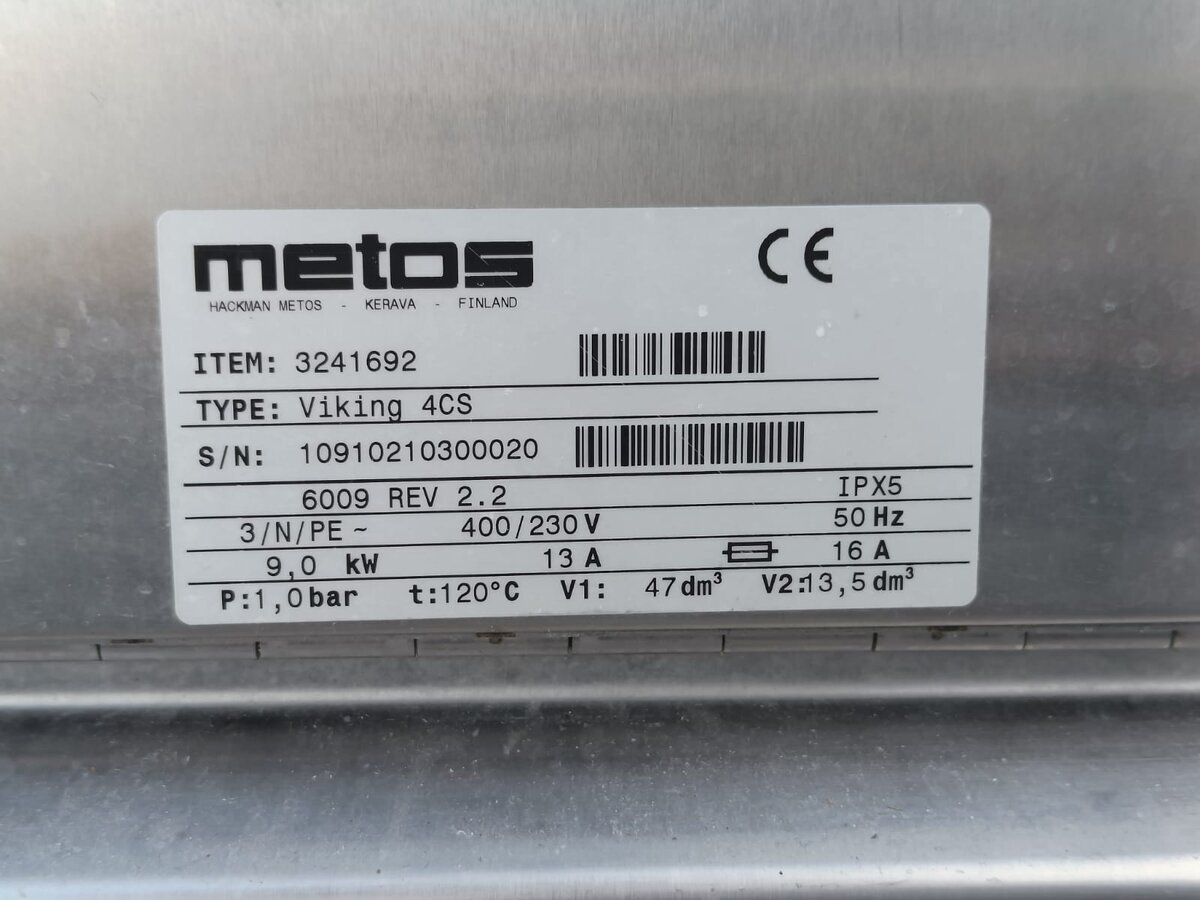 metos
CE
HACKMAN METOS - KERAVA - FINLAND
ITEM: 3241692
TYPE: Viking 4CS
S/N: 10910210300020
6009 REV 2.2 IPX5
3/N/PE ~ 400/230 V 50 Hz
9,0 kW 13 A 16 A
P:1,0 bar t:120°C V1: 47 dm³ V2:13,5 dm³